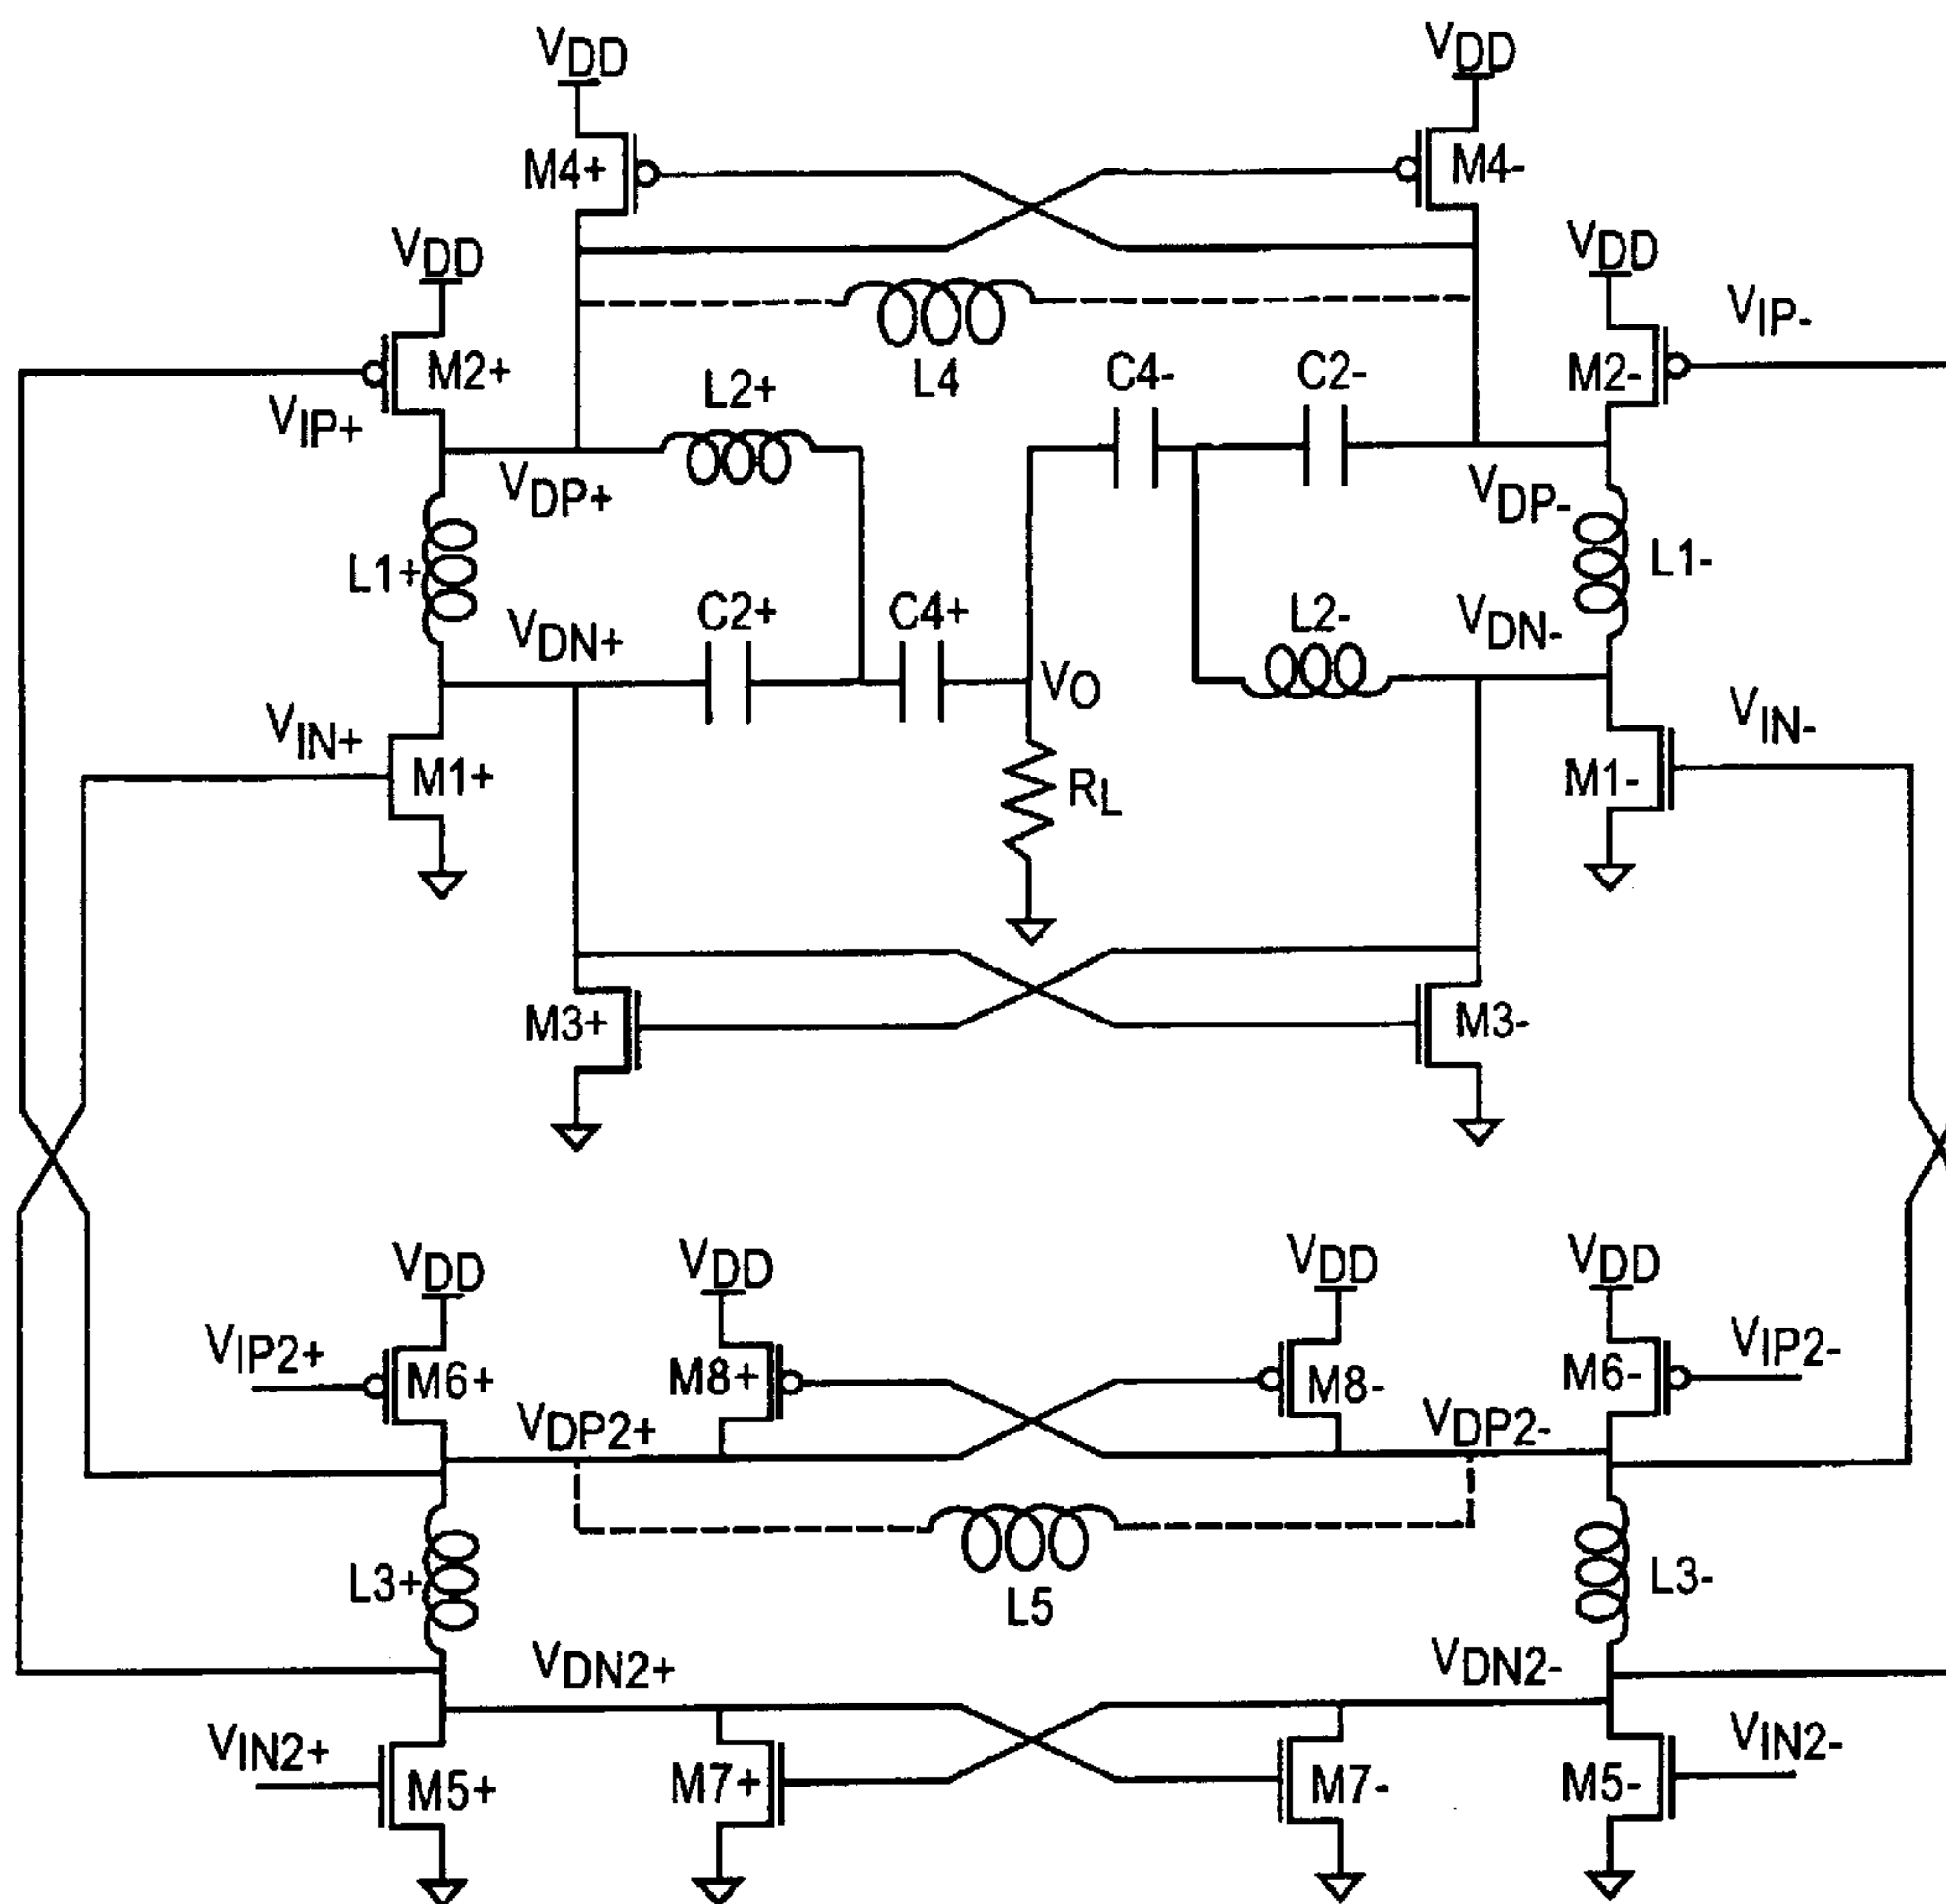 VDD VDD
M4+ M4-
VDD VDD
VIP-
M2+ L2+ L4 C4- C2- M2-
VIP+
VDP+ VDP-
L1+ L1-
C2+ C4+ L2- VDN-
VDN+
VO
VIN+ VIN-
M1+ RL M1-
M3+ M3-
VDD VDD VDD VDD
VIP2+ VIP2-
M6+ M8+ M8- M6-
VDP2+ VDP2-
L3+ L5 L3-
VDN2+ VDN2-
VIN2+ VIN2-
M5+ M7+ M7- M5-